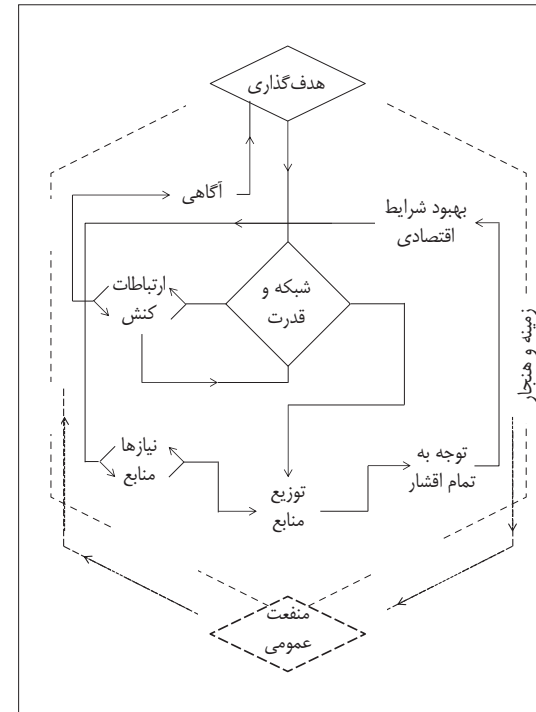 هدف‌گذاری
آگاهی
بهبود شرایط
اقتصادی
شبکه و
قدرت
ارتباطات
کنش
زمینه و هنجار
نیازها
منابع
توزیع
منابع
توجه به
تمام اقشار
منفعت
عمومی